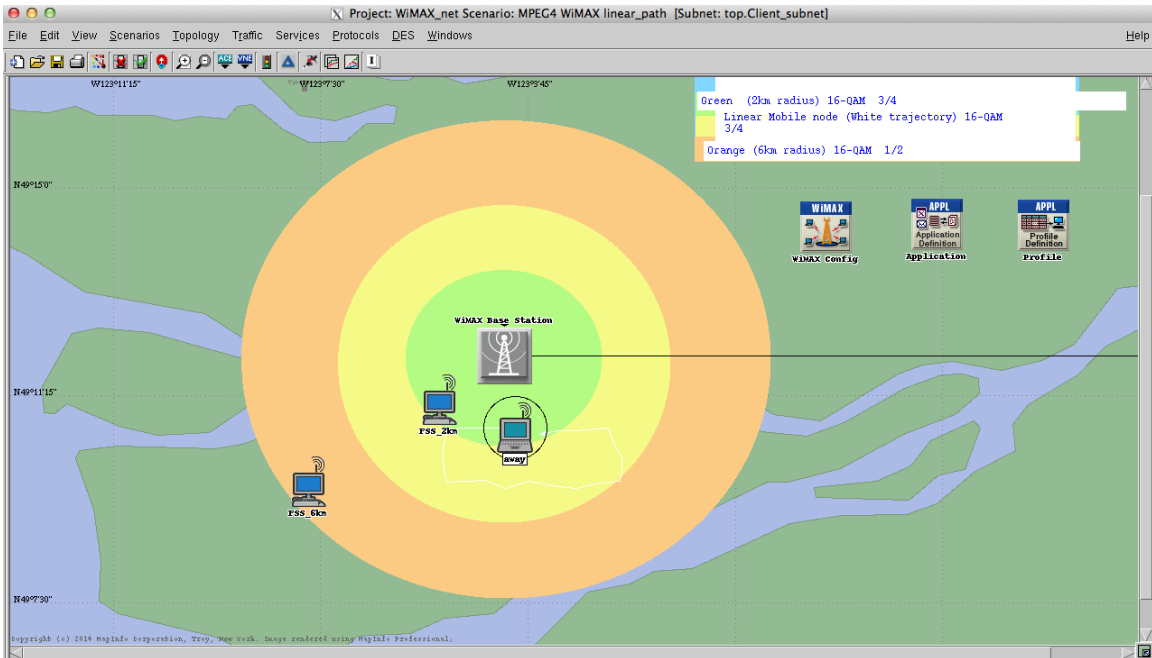 Project: WiMAX_net Scenario: MPEG4 WiMAX linear_path [Subnet: top.Client_subnet]
File Edit View Scenarios Topology Traffic Services Protocols DES Windows Help
ACE VNE
W123°11'15" W123°7'30" W123°3'45"
Green (2km radius) 16-QAM 3/4
Linear Mobile node (White trajectory) 16-QAM
3/4
Orange (6km radius) 16-QAM 1/2
N49°15'0"
WiMAX APPL APPL
Application Profile
Definition Definition
WiMAX Config Application Profile
WiMAX Base Station
N49°11'15"
FSS_2km
away
FSS_6km
N49°7'30"
Copyright (c) 2014 MapInfo Corporation, Troy, New York. Image rendered using MapInfo Professional;